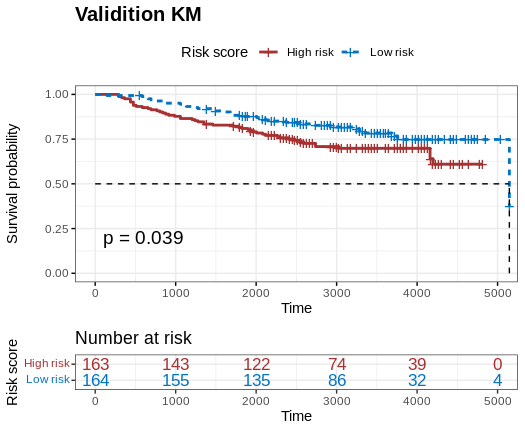 Validition KM
Risk score High risk Low risk
Survival probability
1.00
0.75
0.50
0.25
0.00
p = 0.039
0 1000 2000 3000 4000 5000
Time
Number at risk
Risk score
High risk 163 143 122 74 39 0
Low risk 164 155 135 86 32 4
0 1000 2000 3000 4000 5000
Time